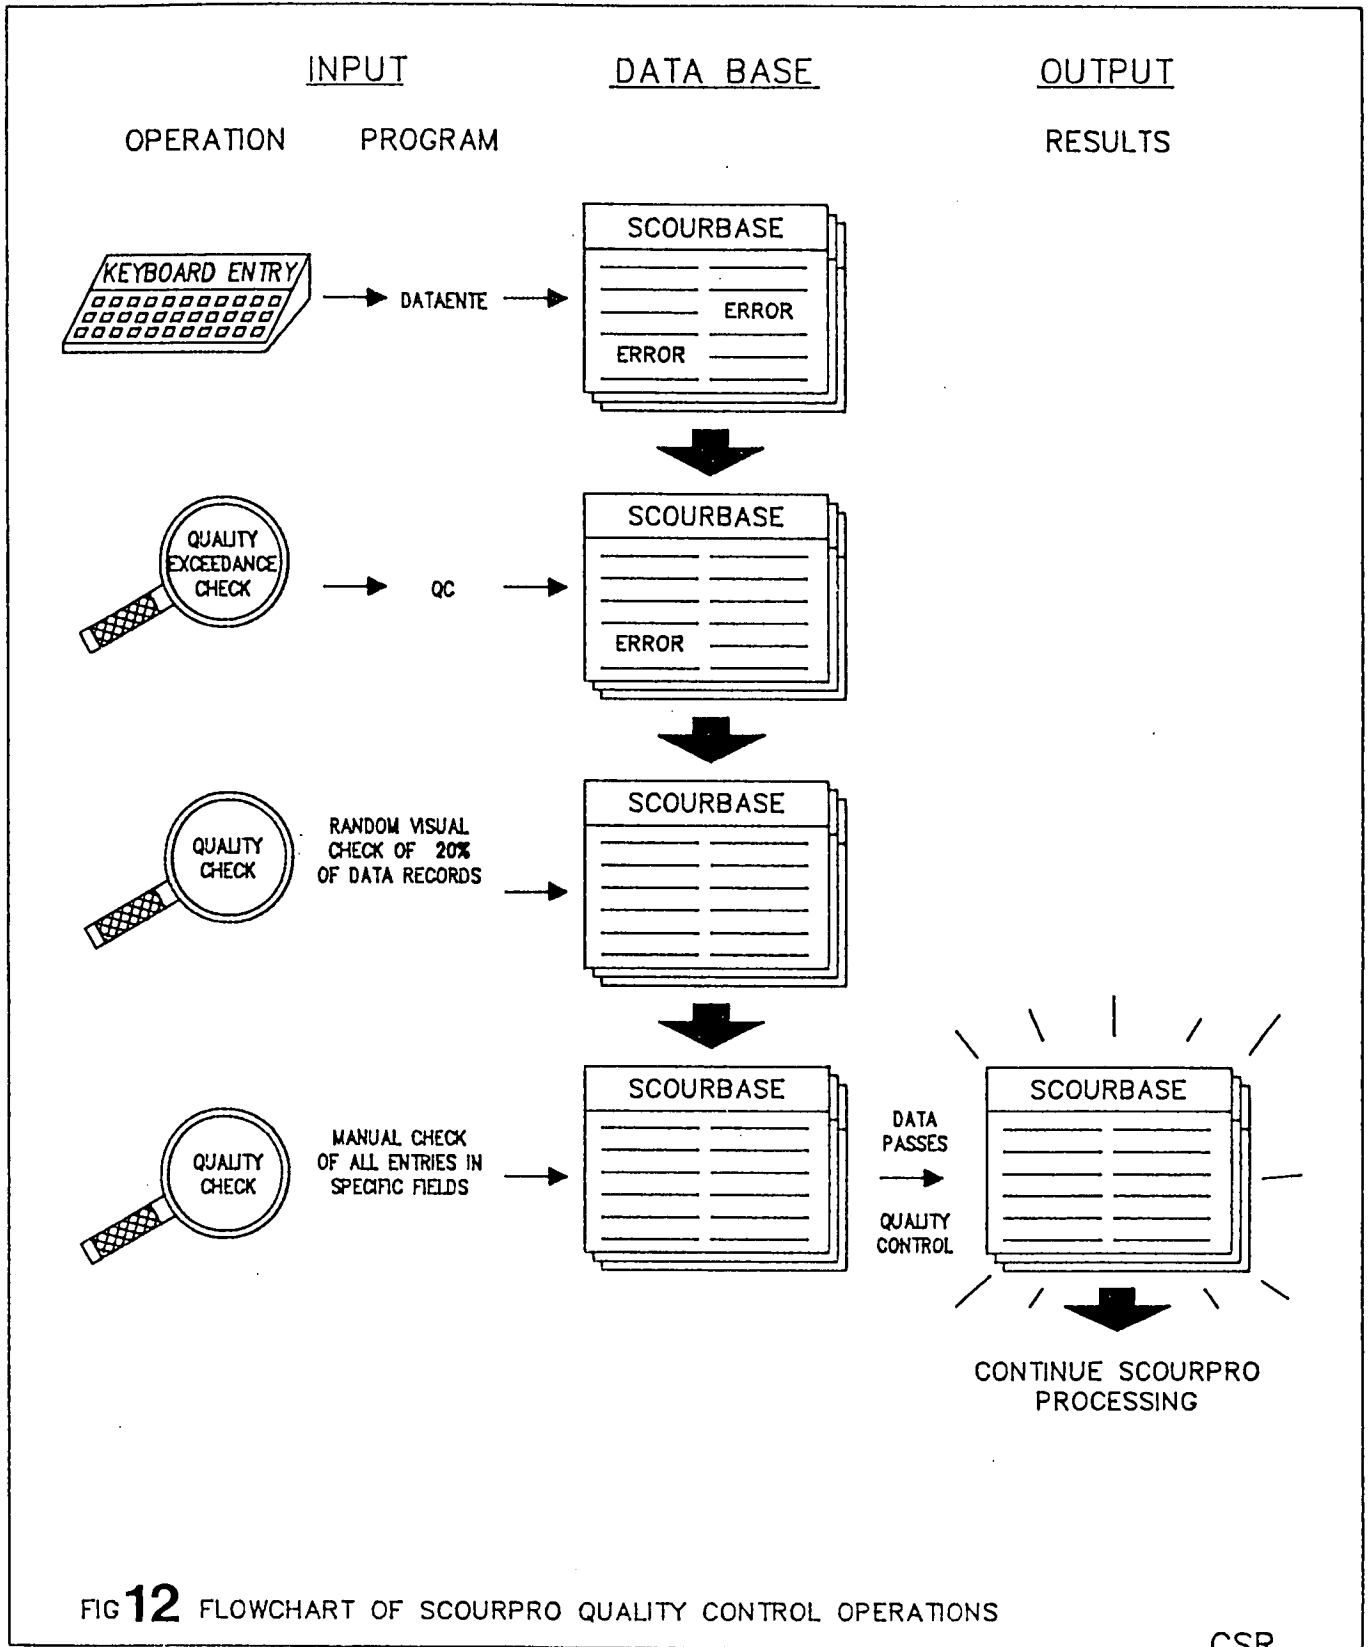 INPUT
DATA BASE
OUTPUT
OPERATION
PROGRAM
RESULTS
KEYBOARD ENTRY
DATAENTE
SCOURBASE
ERROR
ERROR
QUALITY
EXCEEDANCE
CHECK
QC
SCOURBASE
ERROR
QUALITY
CHECK
RANDOM VISUAL
CHECK OF 20%
OF DATA RECORDS
SCOURBASE
QUALITY
CHECK
MANUAL CHECK
OF ALL ENTRIES IN
SPECIFIC FIELDS
SCOURBASE
DATA
PASSES
QUALITY
CONTROL
SCOURBASE
CONTINUE SCOURPRO
PROCESSING
FIG 12 FLOWCHART OF SCOURPRO QUALITY CONTROL OPERATIONS
CSR